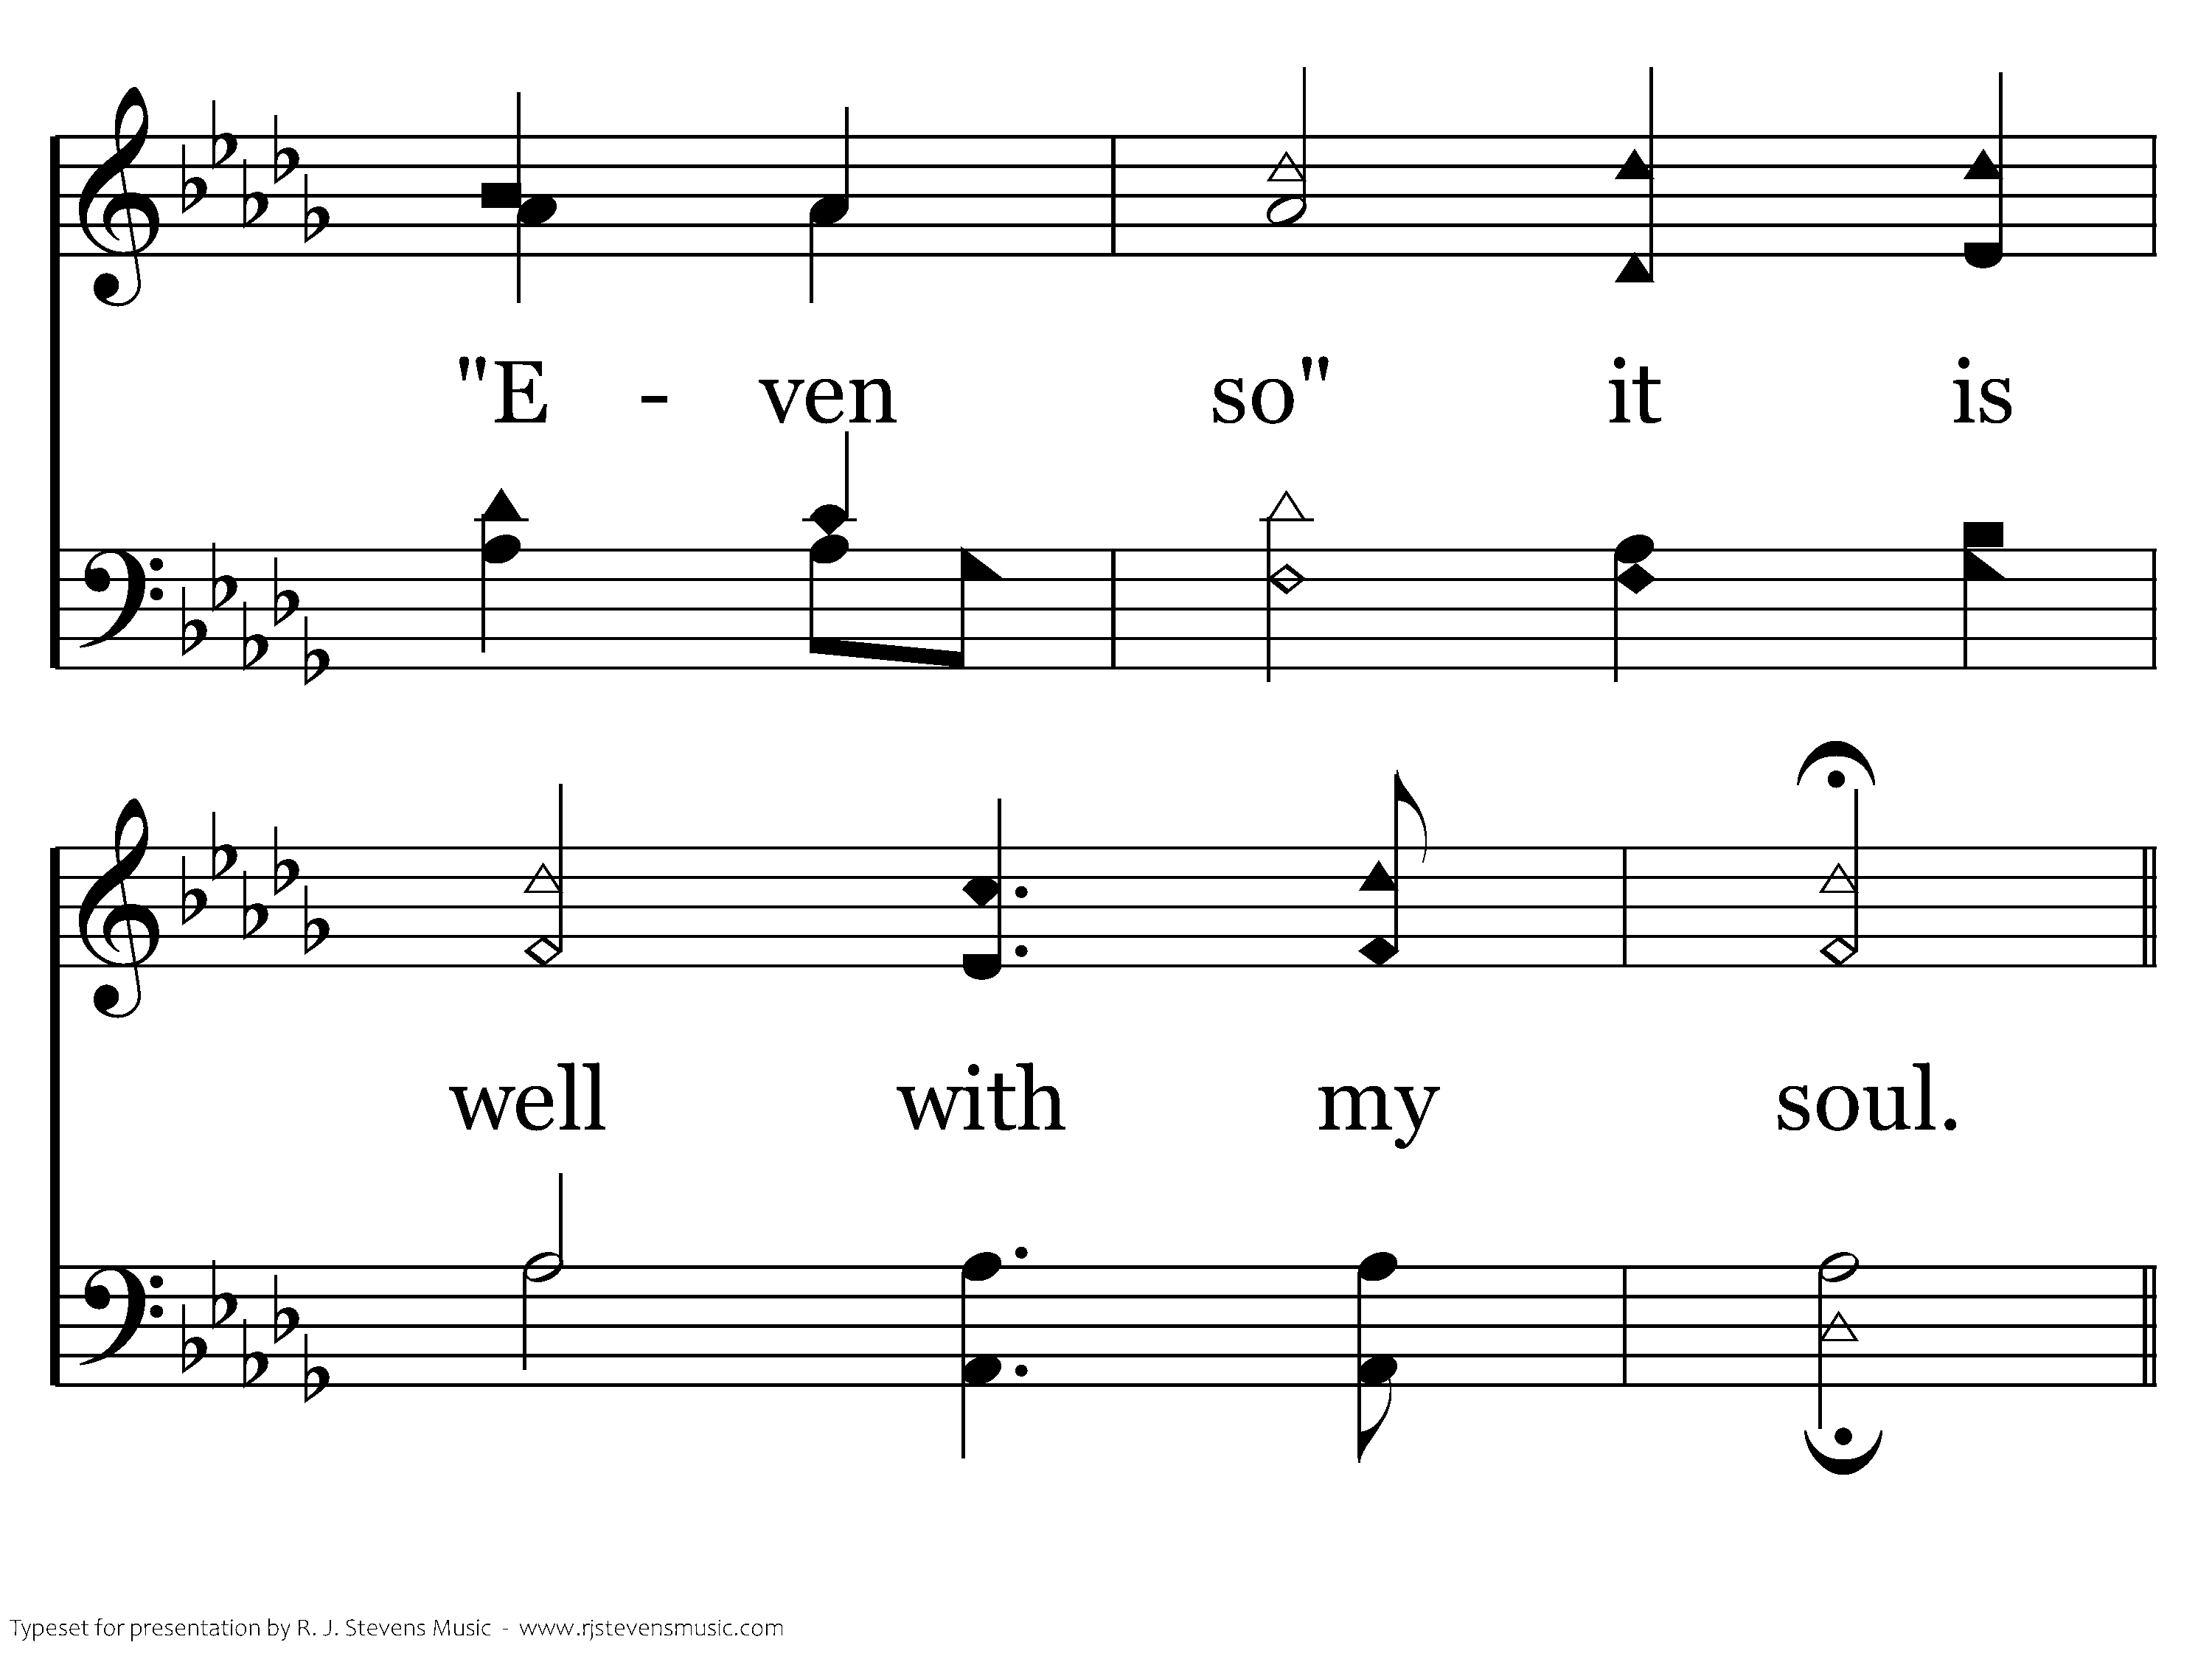 "E - ven so" it is
well with my soul.
Typeset for presentation by R. J. Stevens Music - www.rjstevensmusic.com